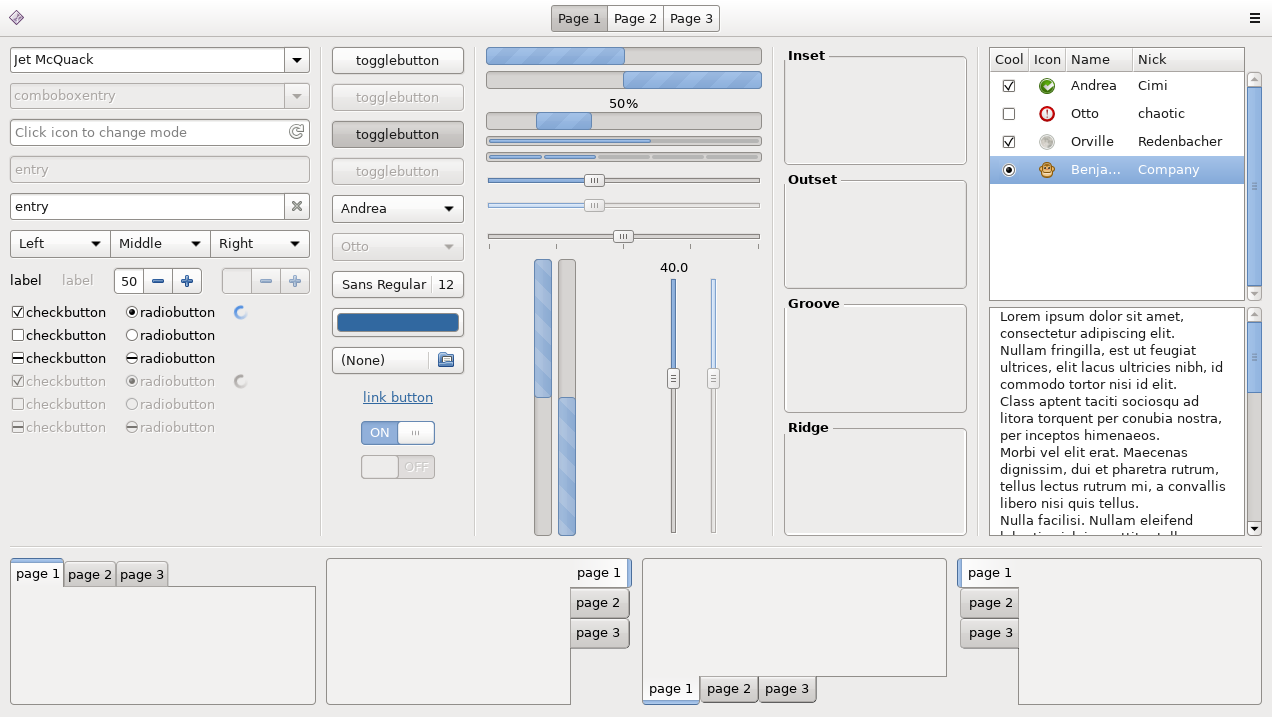 Page 1 Page 2 Page 3
Jet McQuack
comboboxentry
Click icon to change mode
entry
entry
Left Middle Right
label label 50
checkbutton radiobutton
checkbutton radiobutton
checkbutton radiobutton
checkbutton radiobutton
checkbutton radiobutton
checkbutton radiobutton
togglebutton
togglebutton
togglebutton
togglebutton
Andrea
Otto
Sans Regular 12
(None)
link button
ON
OFF
50%
40.0
Inset
Outset
Groove
Ridge
Cool Icon Name Nick
Andrea Cimi
Otto chaotic
Orville Redenbacher
Benja... Company
Lorem ipsum dolor sit amet,
consectetur adipiscing elit.
Nullam fringilla, est ut feugiat
ultrices, elit lacus ultricies nibh, id
commodo tortor nisi id elit.
Class aptent taciti sociosqu ad
litora torquent per conubia nostra,
per inceptos himenaeos.
Morbi vel elit erat. Maecenas
dignissim, dui et pharetra rutrum,
tellus lectus rutrum mi, a convallis
libero nisi quis tellus.
Nulla facilisi. Nullam eleifend
page 1 page 2 page 3
page 1
page 2
page 3
page 1 page 2 page 3
page 1
page 2
page 3